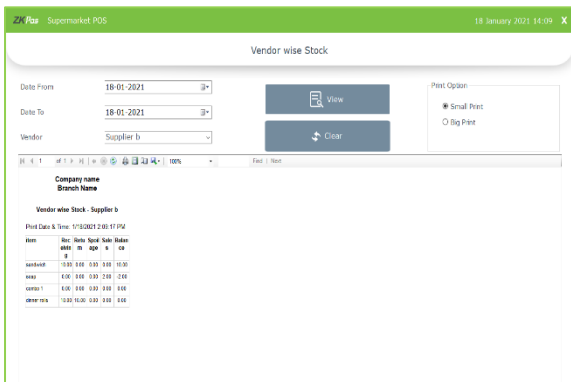 ZKPos Supermarket POS 18 January 2021 14:09 X
Vendor wise Stock
Date From 18-01-2021
Date To 18-01-2021
Vendor Supplier b
View
Clear
Print Option
Small Print
Big Print
1 of 1 100% Find | Next
Company name
Branch Name
Vendor wise Stock - Supplier b
Print Date & Time: 1/18/2021 2:09:17 PM
Item Rec Retu Spoil Sale Balan
eivin rn age s ce
g
sandwich 10.00 0.00 0.00 0.00 10.00
0.00 0.00 0.00 2.00 -2.00
combo 1 0.00 0.00 0.00 0.00 0.00
dinner rolls 10.00 10.00 0.00 0.00 0.00